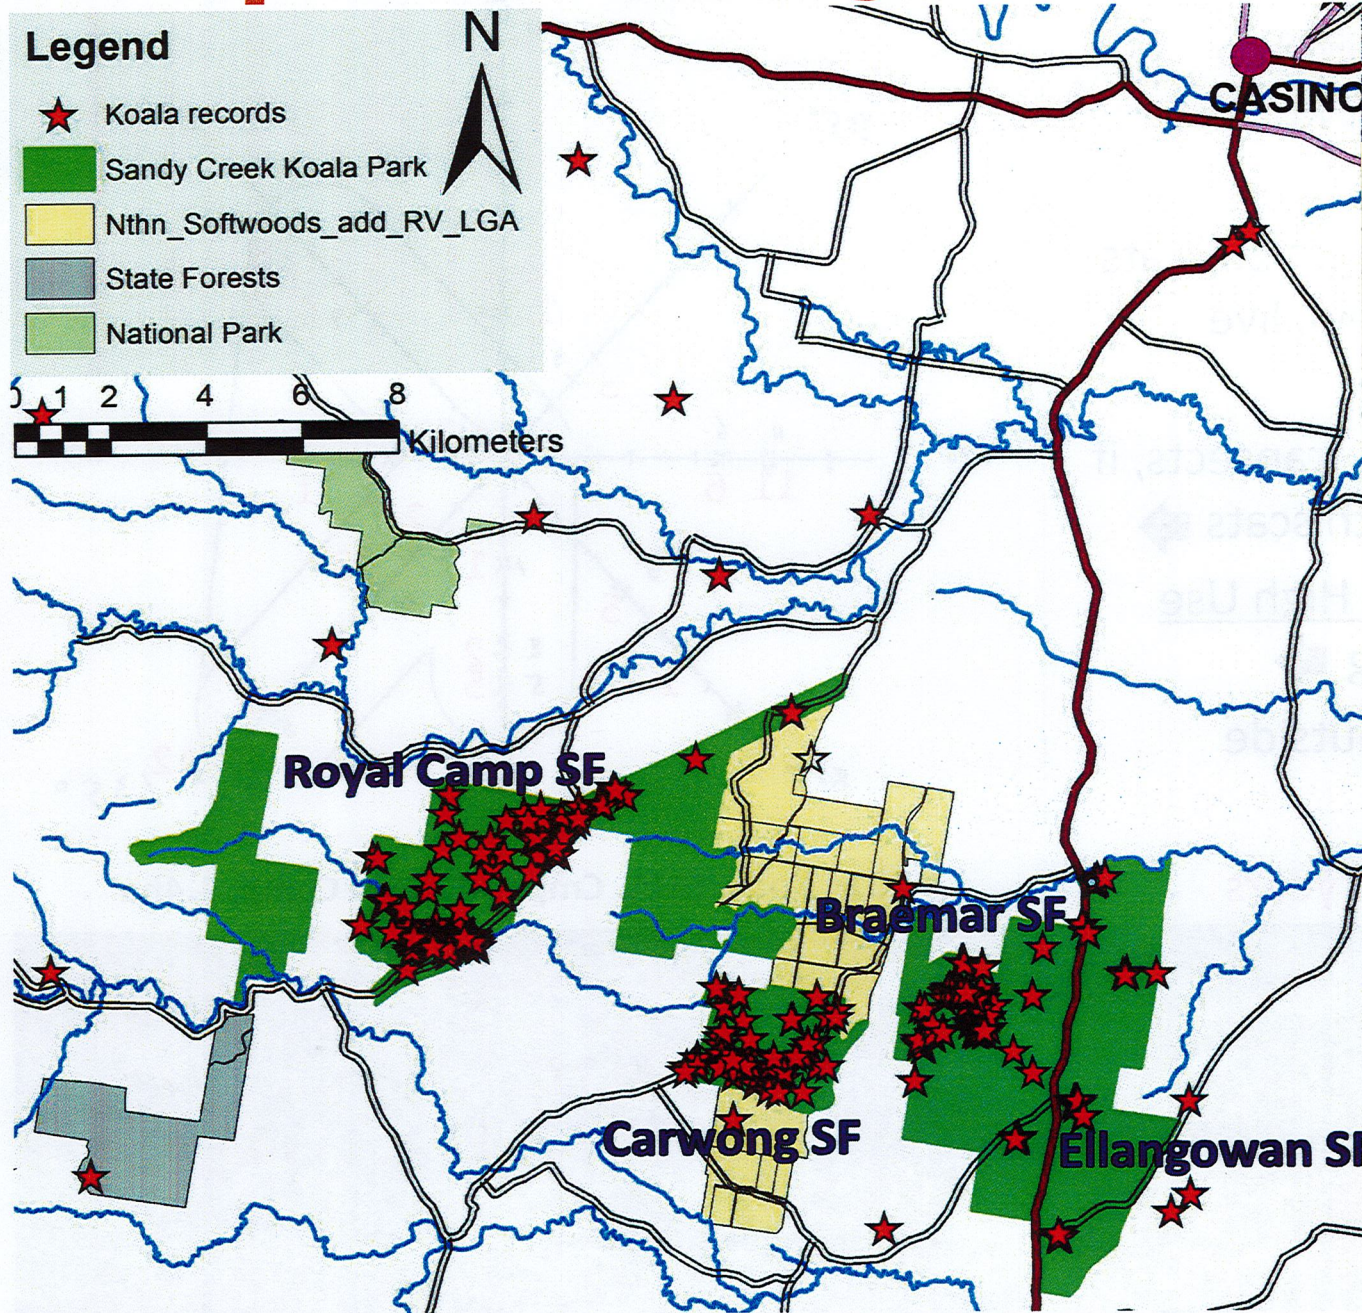 Legend
N
Koala records
Sandy Creek Koala Park
Nthn_Softwoods_add_RV_LGA
State Forests
National Park
0 1 2 4 6 8
Kilometers
CASINO
Royal Camp SF
Braemar SF
Carwong SF
Ellangowan SF